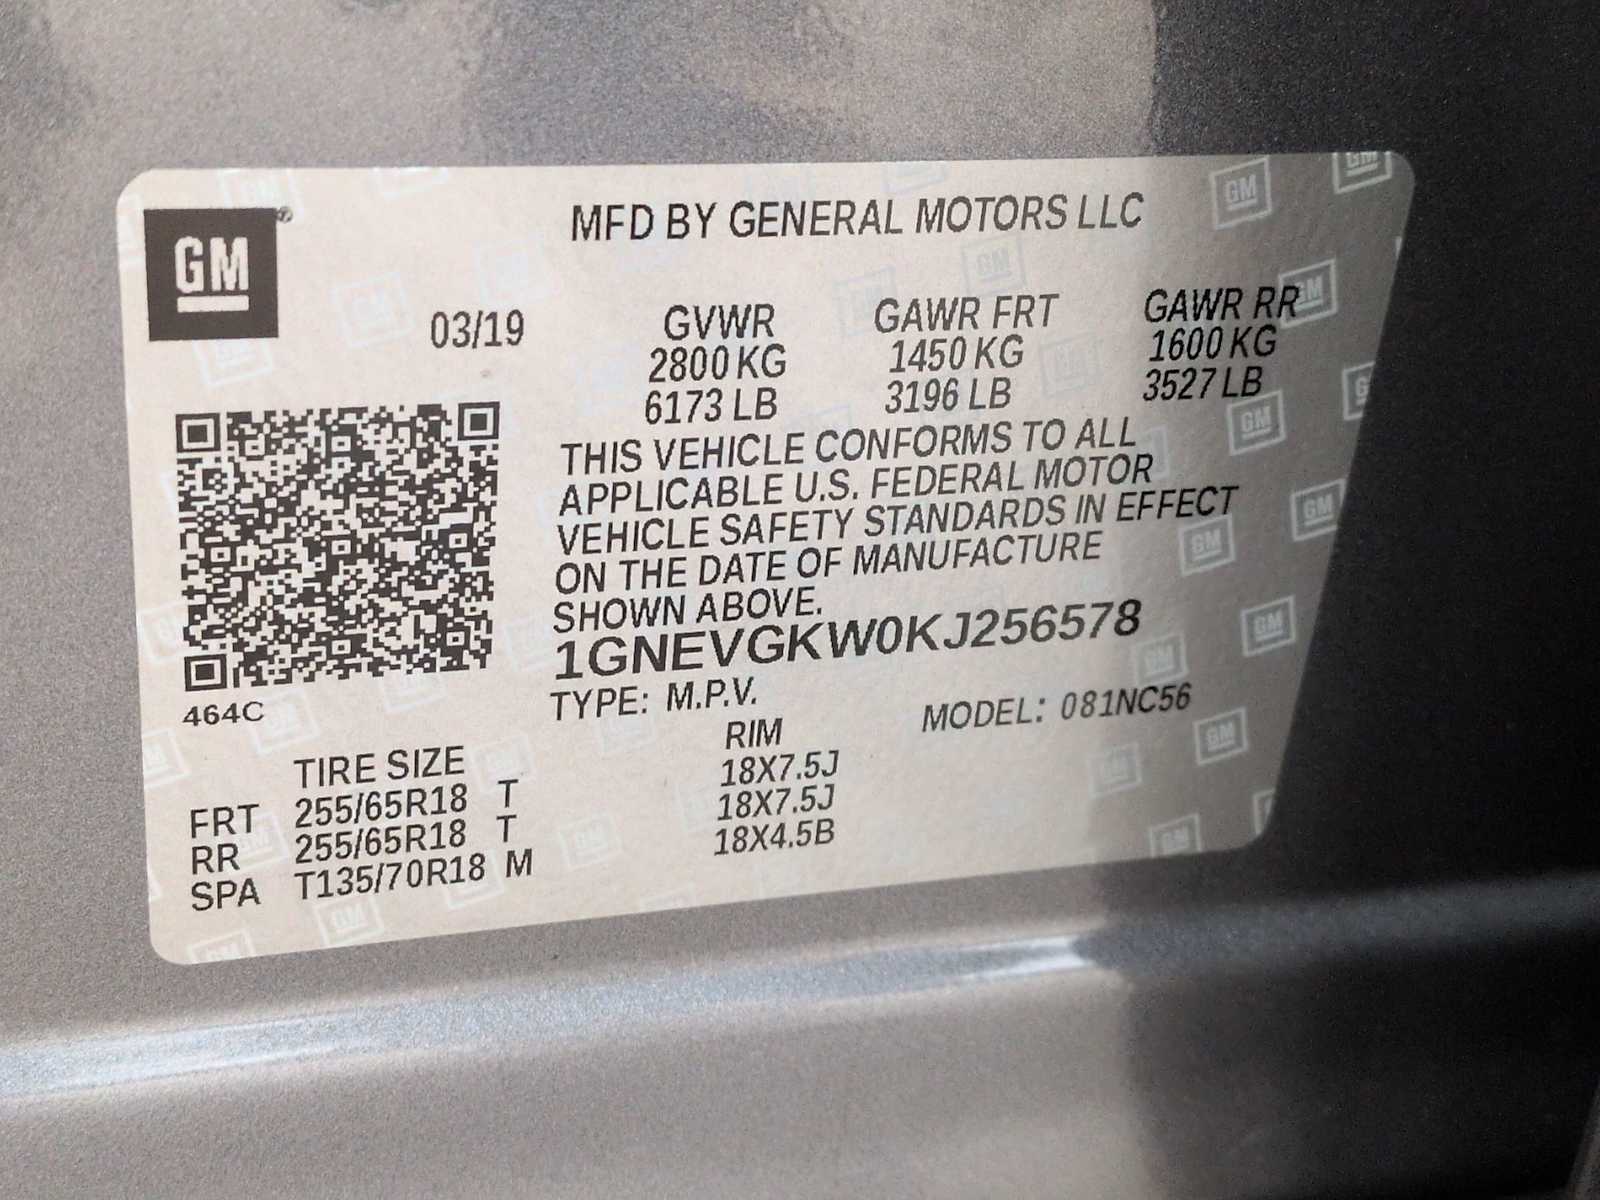 GM
MFD BY GENERAL MOTORS LLC
03/19 GVWR GAWR FRT GAWR RR
2800 KG 1450 KG 1600 KG
6173 LB 3196 LB 3527 LB
THIS VEHICLE CONFORMS TO ALL
APPLICABLE U.S. FEDERAL MOTOR
VEHICLE SAFETY STANDARDS IN EFFECT
ON THE DATE OF MANUFACTURE
SHOWN ABOVE.
1GNEVGKW0KJ256578
TYPE: M.P.V. MODEL: 081NC56
464C
TIRE SIZE RIM
FRT 255/65R18 T 18X7.5J
RR 255/65R18 T 18X7.5J
SPA T135/70R18 M 18X4.5B